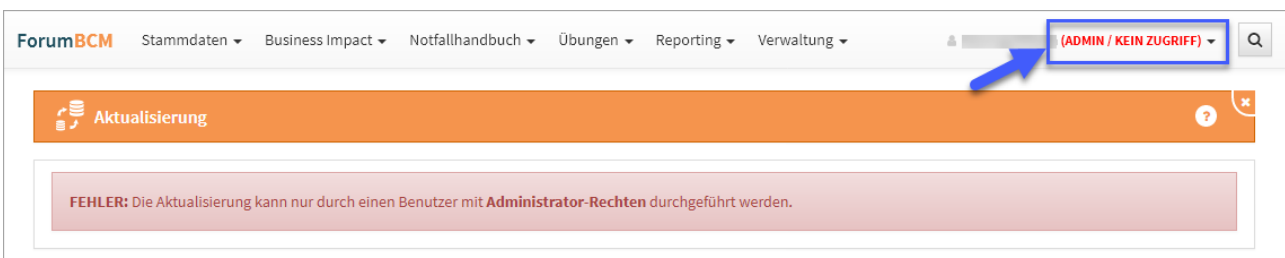 ForumBCM Stammdaten Business Impact Notfallhandbuch Übungen Reporting Verwaltung (ADMIN / KEIN ZUGRIFF)
Aktualisierung ?
FEHLER: Die Aktualisierung kann nur durch einen Benutzer mit Administrator-Rechten durchgeführt werden.